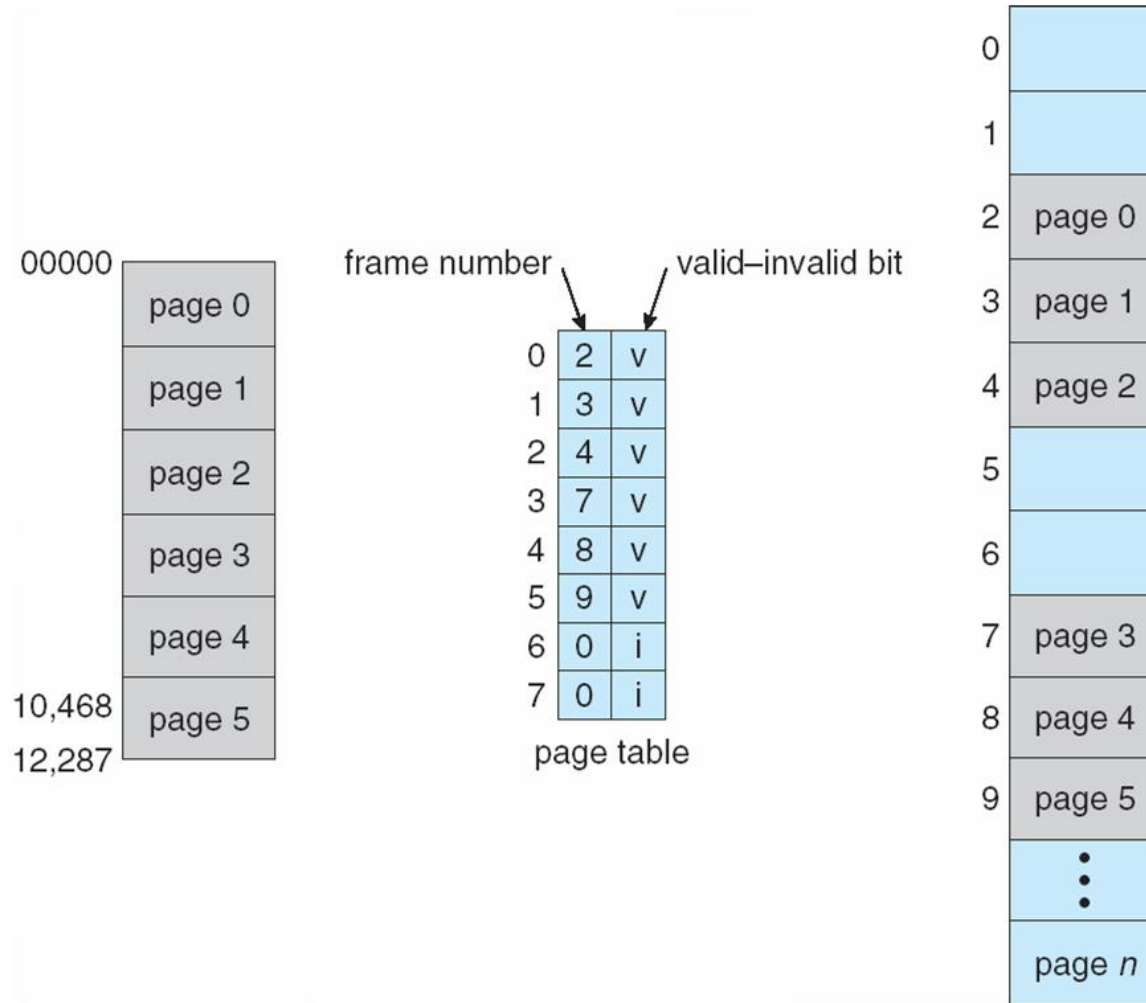 00000
page 0
page 1
page 2
page 3
page 4
10,468
page 5
12,287
frame number
valid–invalid bit
0 2 v
1 3 v
2 4 v
3 7 v
4 8 v
5 9 v
6 0 i
7 0 i
page table
0
1
2 page 0
3 page 1
4 page 2
5
6
7 page 3
8 page 4
9 page 5
page n